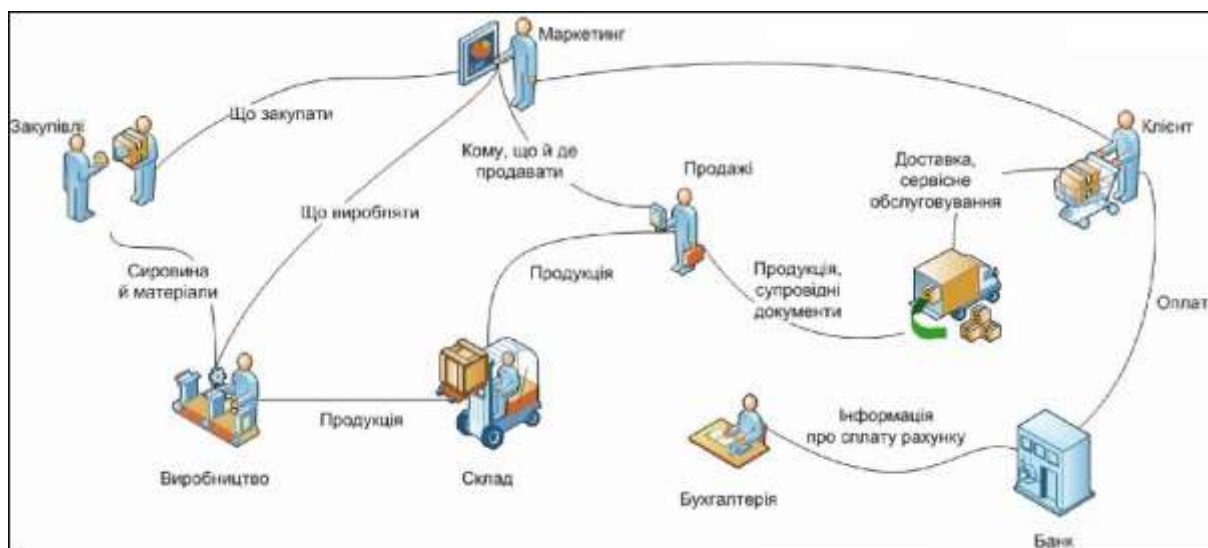 Маркетинг
Закупівлі
Що закупати
Клієнт
Кому, що й де
продавати
Продажі
Доставка,
сервісне
обслуговування
Що виробляти
Сировина
й матеріали
Продукція
Продукція,
супровідні
документи
Оплат
Продукція
Інформація
про сплату рахунку
Виробництво
Склад
Бухгалтерія
Банк